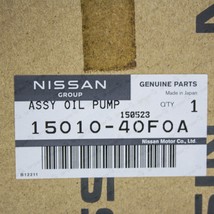 NISSAN
GROUP
GENUINE PARTS
Made in Japan
ASSY OIL PUMP
150523
QTY
1
15010-40F0A
Nissan Motor Co., Ltd.